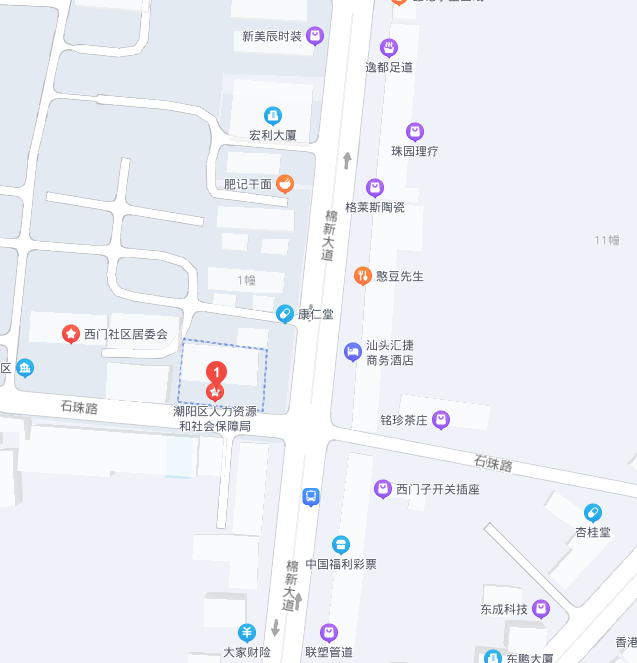 新美辰时装
逸都足道
宏利大厦
珠园理疗
肥记干面
格莱斯陶瓷
棉新大道
11幢
憨豆先生
1幢
康仁堂
西门社区居委会
汕头汇捷
商务酒店
区
1
石珠路
潮阳区人力资源
和社会保障局
铭珍茶庄
石珠路
西门子开关插座
杏桂堂
中国福利彩票
棉新大道
东成科技
大家财险
联塑管道
香港
东鹏大厦